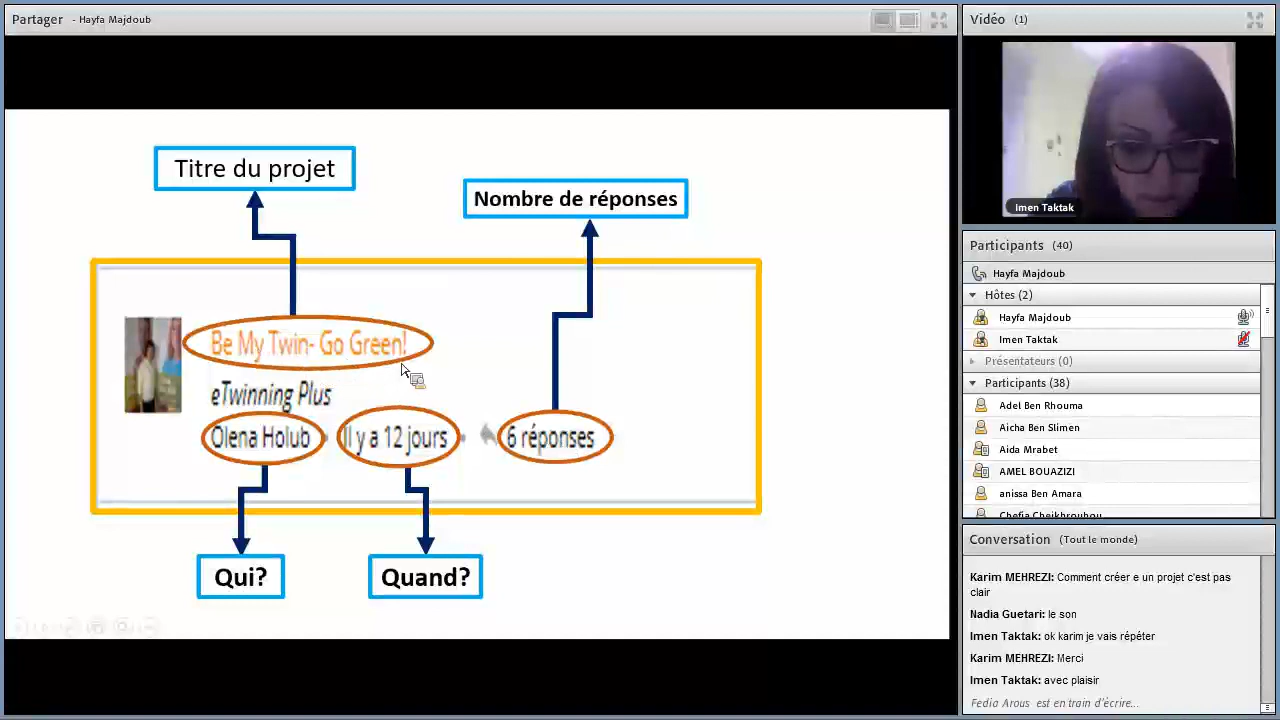 Partager - Hayfa Majdoub
Titre du projet
Nombre de réponses
Be My Twin- Go Green!
eTwinning Plus
Olena Holub Il y a 12 jours 6 réponses
Qui?
Quand?
Vidéo (1)
Imen Taktak
Participants (40)
Hayfa Majdoub
Hôtes (2)
Hayfa Majdoub
Imen Taktak
Présentateurs (0)
Participants (38)
Adel Ben Rhouma
Aicha Ben Slimen
Aida Mrabet
AMEL BOUAZIZI
anissa Ben Amara
Chefia Cheikhrouhou
Conversation (Tout le monde)
Karim MEHREZI: Comment créer e un projet c'est pas
clair
Nadia Guetari: le son
Imen Taktak: ok karim je vais répéter
Karim MEHREZI: Merci
Imen Taktak: avec plaisir
Fedia Arous est en train d'écrire...